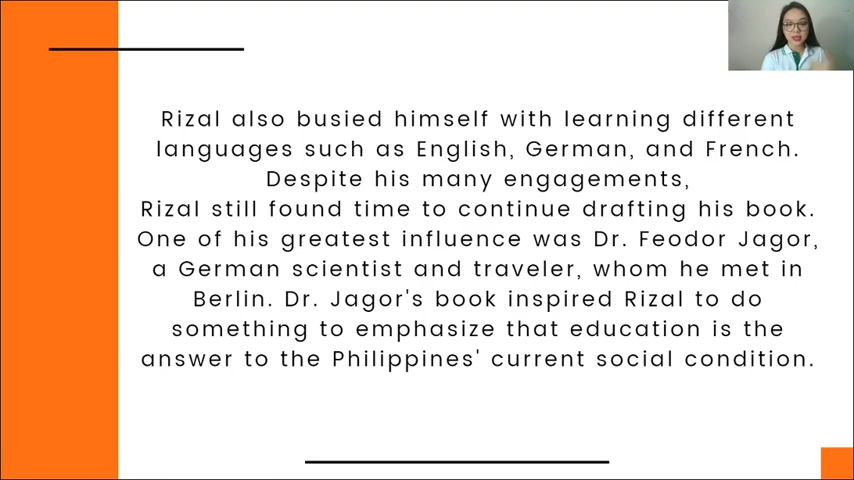 Rizal also busied himself with learning different
languages such as English, German, and French.
Despite his many engagements,
Rizal still found time to continue drafting his book.
One of his greatest influence was Dr. Feodor Jagor,
a German scientist and traveler, whom he met in
Berlin. Dr. Jagor's book inspired Rizal to do
something to emphasize that education is the
answer to the Philippines' current social condition.